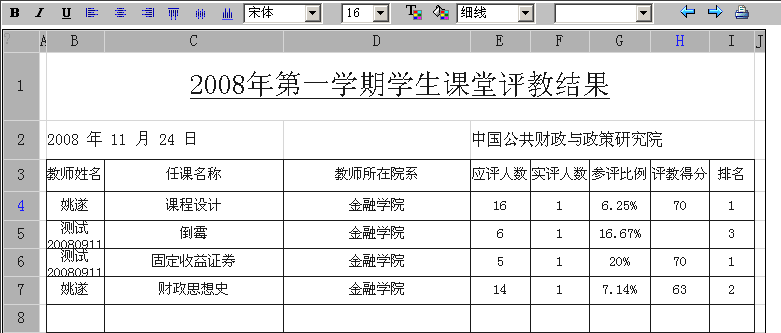 B I U 宋体 16 细线
A B C D E F G H I J
1 2008年第一学期学生课堂评教结果
2 2008 年 11 月 24 日 中国公共财政与政策研究院
3 教师姓名 任课名称 教师所在院系 应评人数 实评人数 参评比例 评教得分 排名
4 姚遂 课程设计 金融学院 16 1 6.25% 70 1
5 测试20080911 倒霉 金融学院 6 1 16.67% 3
6 测试20080911 固定收益证券 金融学院 5 1 20% 70 1
7 姚遂 财政思想史 金融学院 14 1 7.14% 63 2
8